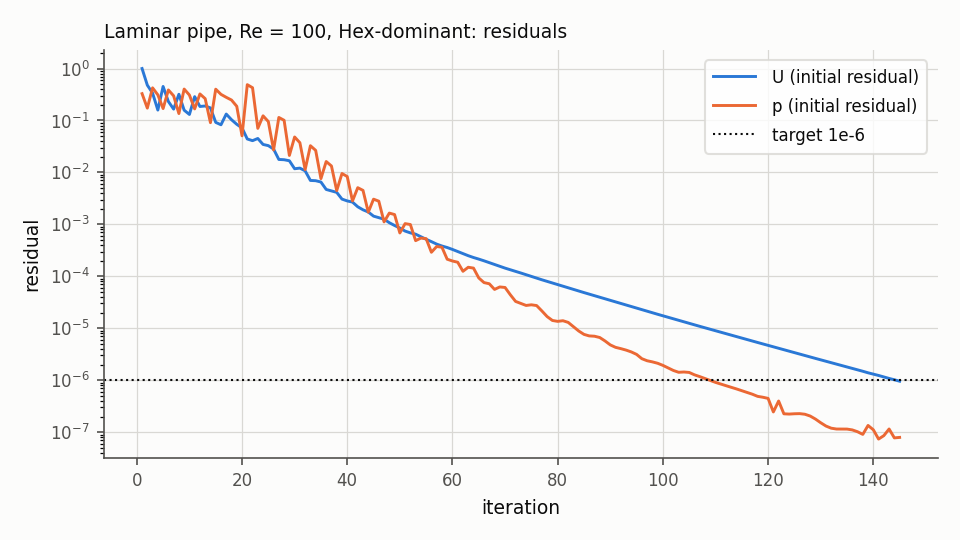 Laminar pipe, Re = 100, Hex-dominant: residuals
U (initial residual)
p (initial residual)
target 1e-6
residual
10⁰
10⁻¹
10⁻²
10⁻³
10⁻⁴
10⁻⁵
10⁻⁶
10⁻⁷
0 20 40 60 80 100 120 140
iteration